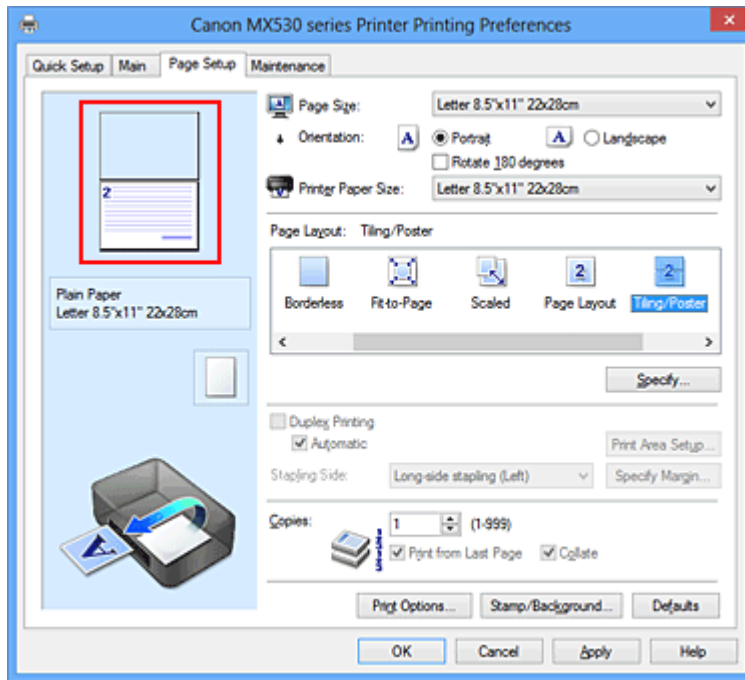 Canon MX530 series Printer Printing Preferences
Quick Setup Main Page Setup Maintenance
2
Plain Paper
Letter 8.5"x11" 22x28cm
Page Size: Letter 8.5"x11" 22x28cm
Orientation: A Portrait A Landscape
Rotate 180 degrees
Printer Paper Size: Letter 8.5"x11" 22x28cm
Page Layout: Tiling/Poster
2 2
Borderless Fit-to-Page Scaled Page Layout Tiling/Poster
Specify...
Duplex Printing
Automatic Print Area Setup...
Stapling Side: Long-side stapling (Left) Specify Margin...
Copies: 1 (1-999)
Print from Last Page Collate
A
Print Options... Stamp/Background... Defaults
OK Cancel Apply Help